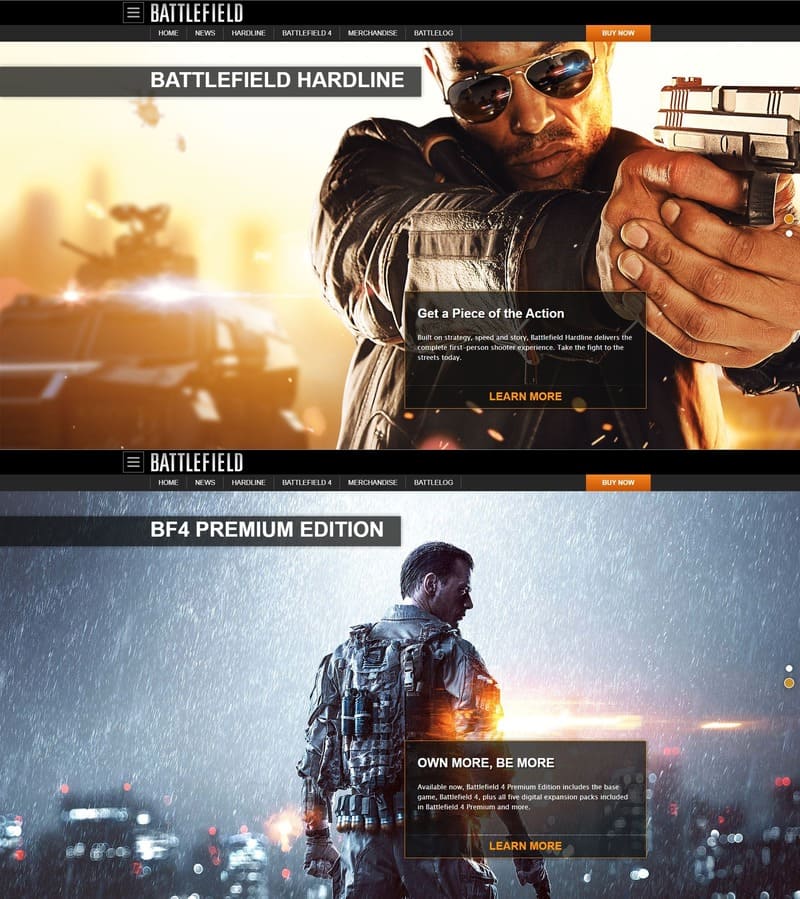 BATTLEFIELD
HOME NEWS HARDLINE BATTLEFIELD 4 MERCHANDISE BATTLELOG BUY NOW
BATTLEFIELD HARDLINE
Get a Piece of the Action
Built on strategy, speed and story, Battlefield Hardline delivers the
complete first-person shooter experience. Take the fight to the
streets today.
LEARN MORE
BATTLEFIELD
HOME NEWS HARDLINE BATTLEFIELD 4 MERCHANDISE BATTLELOG BUY NOW
BF4 PREMIUM EDITION
OWN MORE, BE MORE
Available now, Battlefield 4 Premium Edition includes the base
game, Battlefield 4, plus all five digital expansion packs included
in Battlefield 4 Premium and more.
LEARN MORE